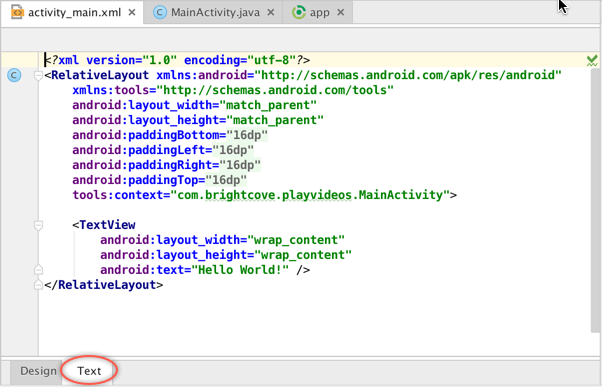 activity_main.xml × MainActivity.java × app ×
<?xml version="1.0" encoding="utf-8"?>
<RelativeLayout xmlns:android="http://schemas.android.com/apk/res/android"
    xmlns:tools="http://schemas.android.com/tools"
    android:layout_width="match_parent"
    android:layout_height="match_parent"
    android:paddingBottom="16dp"
    android:paddingLeft="16dp"
    android:paddingRight="16dp"
    android:paddingTop="16dp"
    tools:context="com.brightcove.playvideos.MainActivity">
    <TextView
        android:layout_width="wrap_content"
        android:layout_height="wrap_content"
        android:text="Hello World!" />
</RelativeLayout>
Design Text